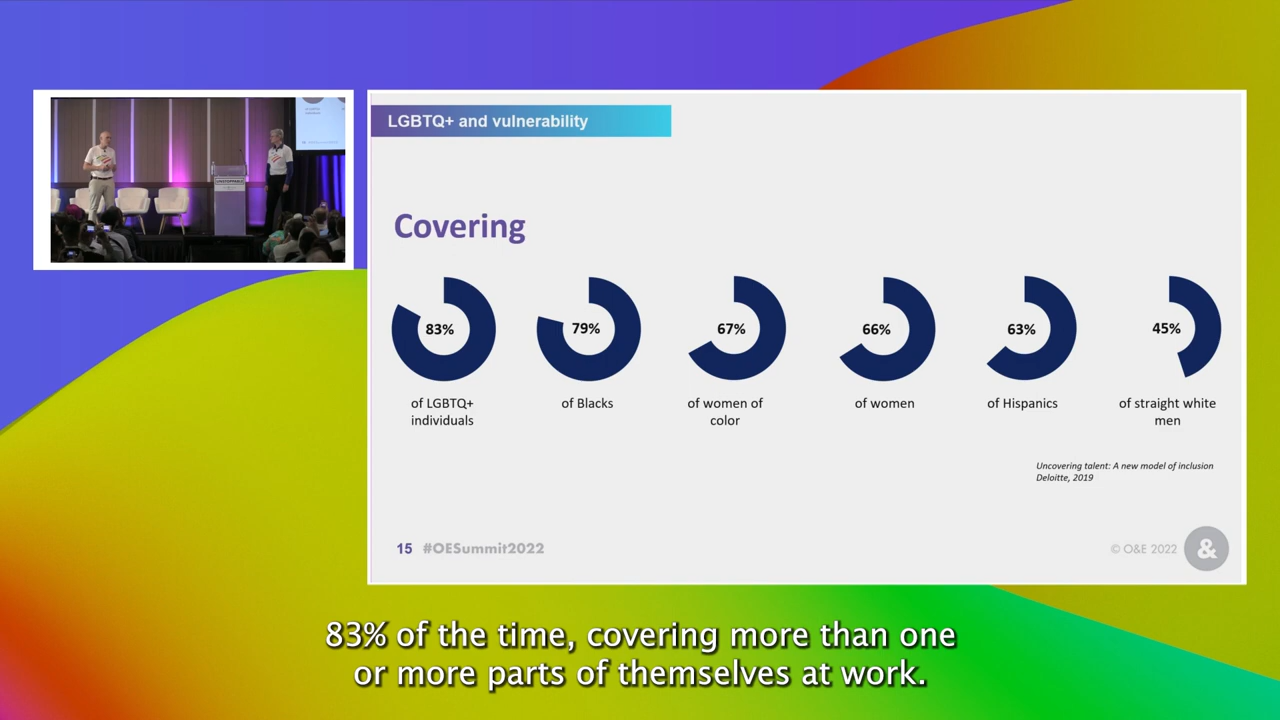 LGBTQ+ and vulnerability
Covering
83%
79%
67%
66%
63%
45%
of LGBTQ+
individuals
of Blacks
of women of
color
of women
of Hispanics
of straight white
men
Uncovering talent: A new model of inclusion
Deloitte, 2019
15 #OESummit2022
© O&E 2022 &
83% of the time, covering more than one
or more parts of themselves at work.